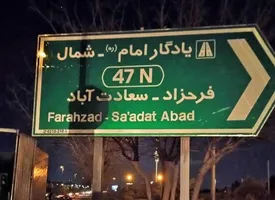 یادگار امام (ره) - شمال
47 N
فرحزاد - سعادت آباد
Farahzad - Sa'adat Abad